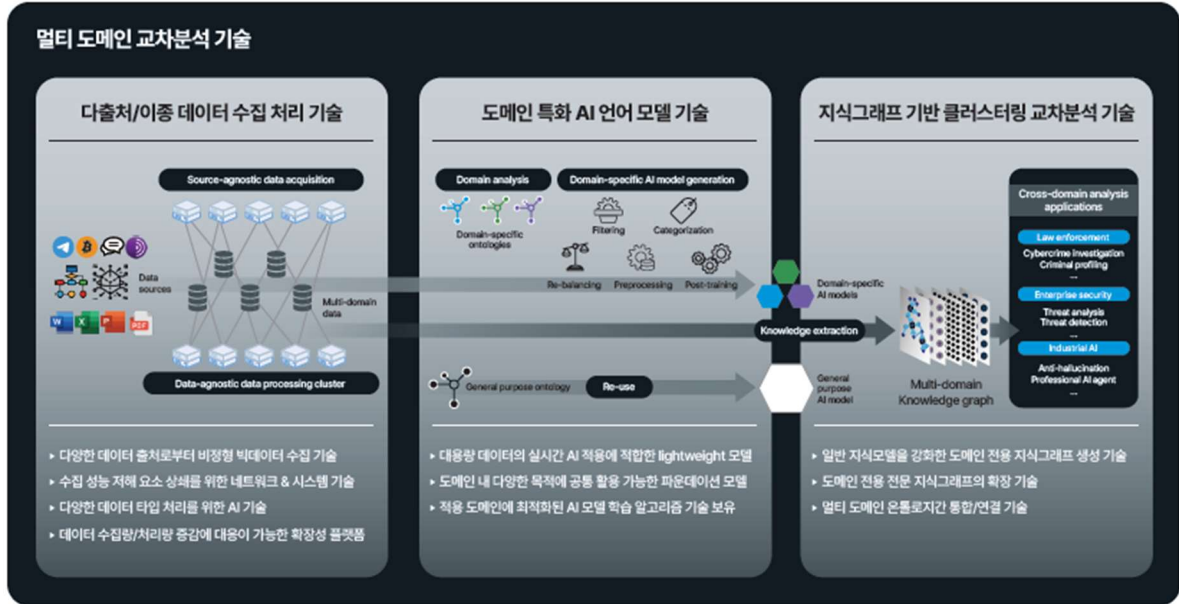 멀티 도메인 교차분석 기술
다출처/이종 데이터 수집 처리 기술
Source-agnostic data acquisition
Data
sources
W
X
P
PDF
Multi-domain
data
Data-agnostic data processing cluster
▸ 다양한 데이터 출처로부터 비정형 빅데이터 수집 기술
▸ 수집 성능 저해 요소 상쇄를 위한 네트워크 & 시스템 기술
▸ 다양한 데이터 타입 처리를 위한 AI 기술
▸ 데이터 수집량/처리량 증감에 대응이 가능한 확장성 플랫폼
도메인 특화 AI 언어 모델 기술
Domain analysis
Domain-specific AI model generation
Domain-specific
ontologies
Filtering
Categorization
Re-balancing
Preprocessing
Post-training
Domain-specific
AI models
Knowledge extraction
General purpose ontology
Re-use
General
purpose
AI model
▸ 대용량 데이터의 실시간 AI 적용에 적합한 lightweight 모델
▸ 도메인 내 다양한 목적에 공통 활용 가능한 파운데이션 모델
▸ 적용 도메인에 최적화된 AI 모델 학습 알고리즘 기술 보유
지식그래프 기반 클러스터링 교차분석 기술
Multi-domain
Knowledge graph
Cross-domain analysis
applications
Law enforcement
Cybercrime investigation
Criminal profiling
...
Enterprise security
Threat analysis
Threat detection
...
Industrial AI
Anti-hallucination
Professional AI agent
...
▸ 일반 지식모델을 강화한 도메인 전용 지식그래프 생성 기술
▸ 도메인 전용 전문 지식그래프의 확장 기술
▸ 멀티 도메인 온톨로지간 통합/연결 기술